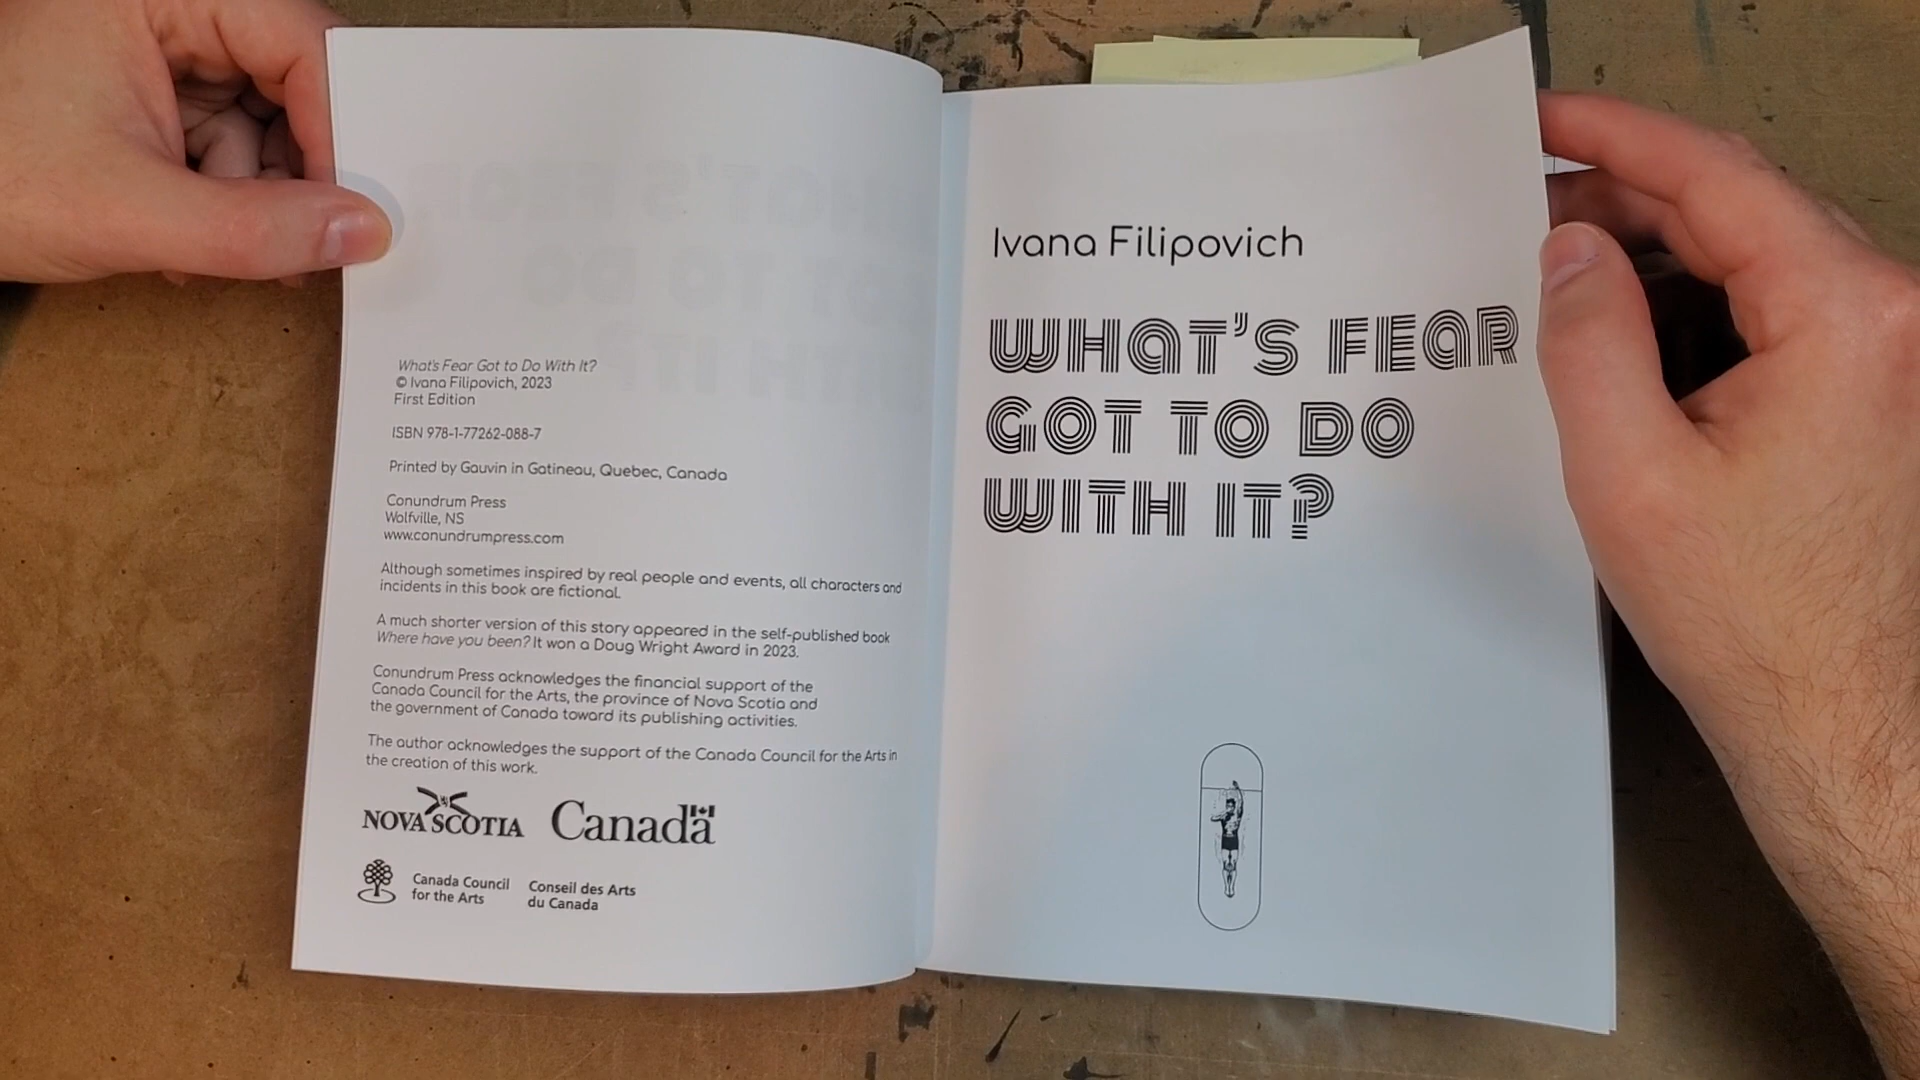 What's Fear Got to Do With It?
© Ivana Filipovich, 2023
First Edition
ISBN 978-1-77262-088-7
Printed by Gauvin in Gatineau, Quebec, Canada
Conundrum Press
Wolfville, NS
www.conundrumpress.com
Although sometimes inspired by real people and events, all characters and
incidents in this book are fictional.
A much shorter version of this story appeared in the self-published book
Where have you been? It won a Doug Wright Award in 2023.
Conundrum Press acknowledges the financial support of the
Canada Council for the Arts, the province of Nova Scotia and
the government of Canada toward its publishing activities.
The author acknowledges the support of the Canada Council for the Arts in
the creation of this work.
NOVA SCOTIA Canada
Canada Council Conseil des Arts
for the Arts du Canada
Ivana Filipovich
WHAT'S FEAR
GOT TO DO
WITH IT?